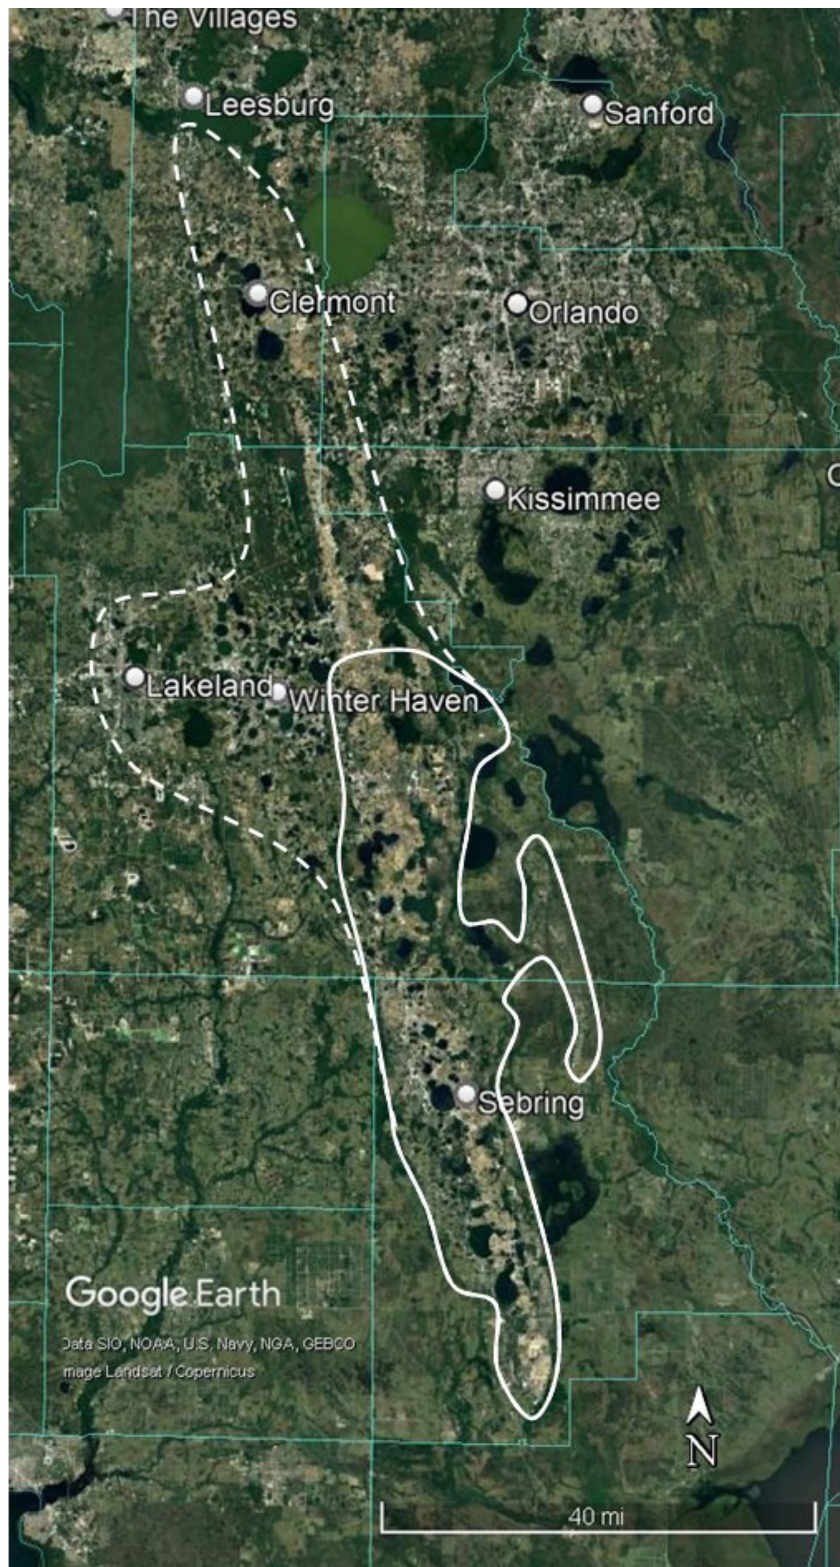 The Villages
Leesburg
Sanford
Clermont
Orlando
Kissimmee
Lakeland
Winter Haven
Sebring
Google Earth
Data SIO, NOAA, U.S. Navy, NGA, GEBCO
mage Landsat / Copernicus
N
40 mi